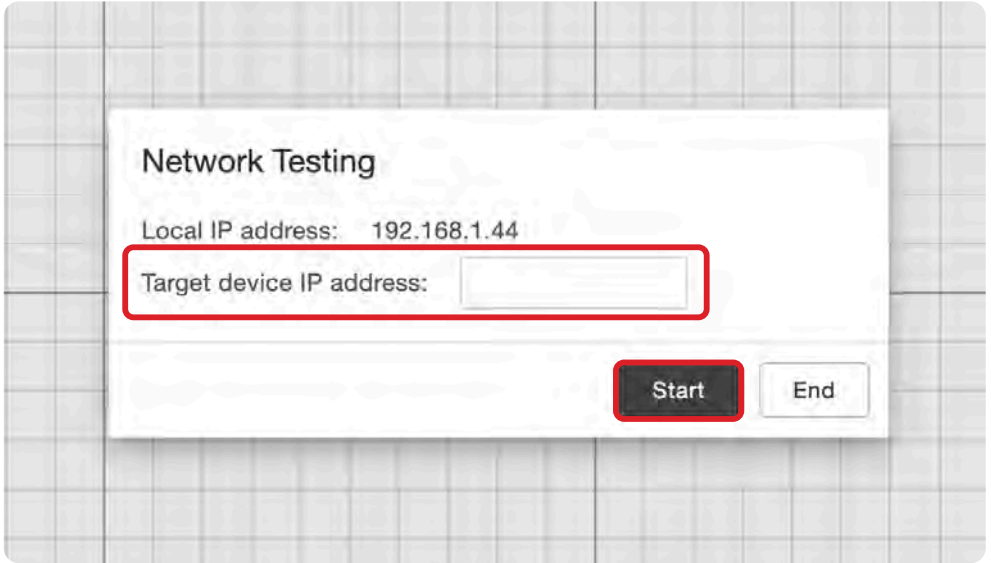 Network Testing
Local IP address: 192.168.1.44
Target device IP address:
Start End